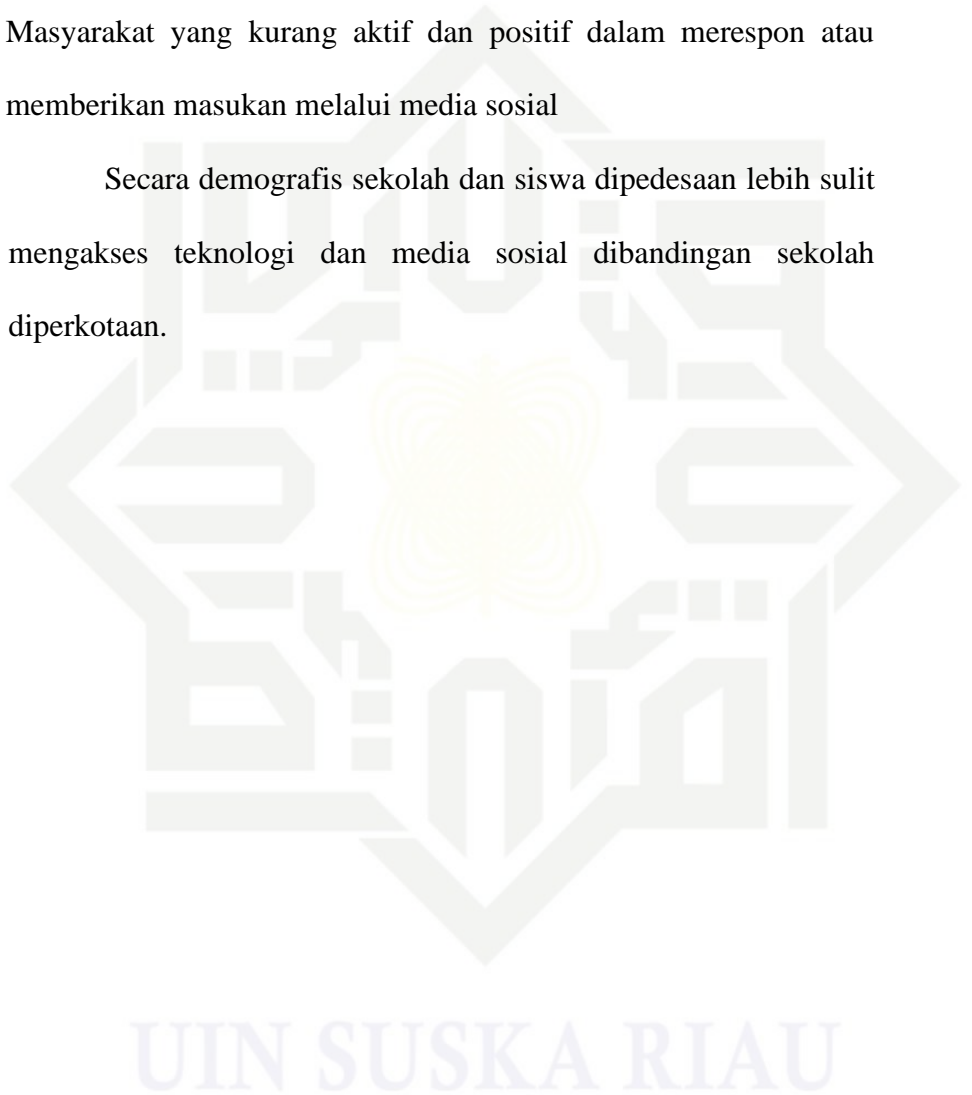 Masyarakat yang kurang aktif dan positif dalam merespon atau
memberikan masukan melalui media sosial
Secara demografis sekolah dan siswa dipedesaan lebih sulit
mengakses teknologi dan media sosial dibandingan sekolah
diperkotaan.
UIN SUSKA RIAU